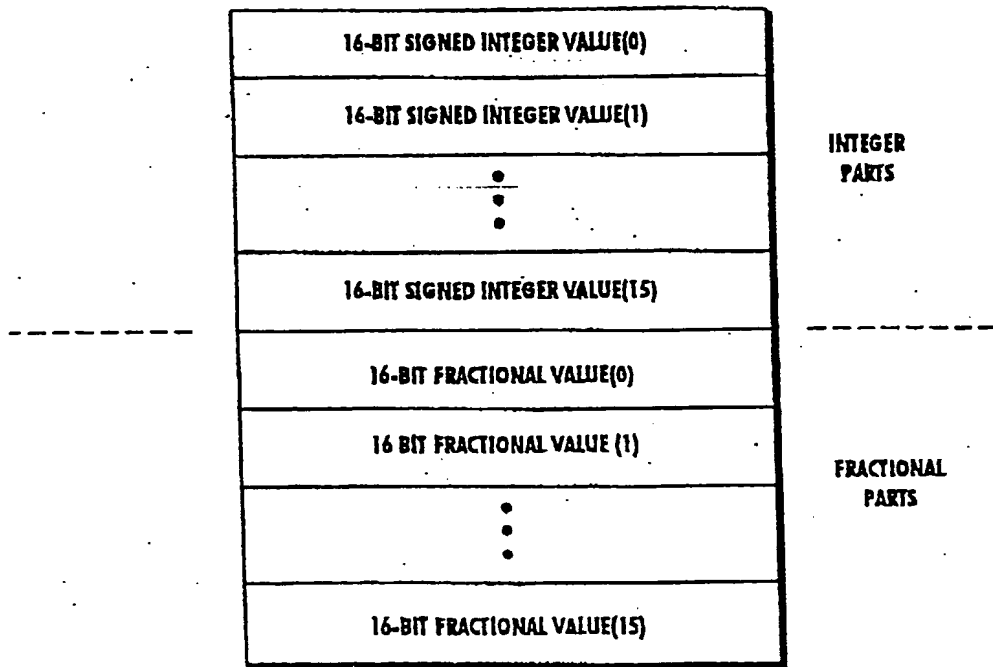 16-BIT SIGNED INTEGER VALUE(0)
16-BIT SIGNED INTEGER VALUE(1)
INTEGER
PARTS
16-BIT SIGNED INTEGER VALUE(15)
16-BIT FRACTIONAL VALUE(0)
16 BIT FRACTIONAL VALUE (1)
FRACTIONAL
PARTS
16-BIT FRACTIONAL VALUE(15)